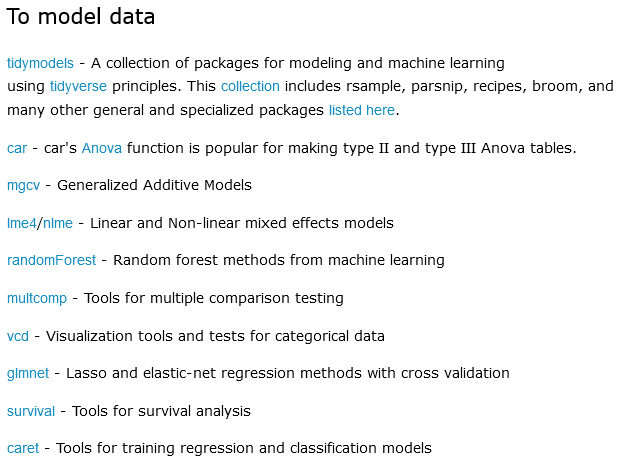 To model data
tidymodels - A collection of packages for modeling and machine learning
using tidyverse principles. This collection includes rsample, parsnip, recipes, broom, and
many other general and specialized packages listed here.
car - car's Anova function is popular for making type II and type III Anova tables.
mgcv - Generalized Additive Models
lme4/nlme - Linear and Non-linear mixed effects models
randomForest - Random forest methods from machine learning
multcomp - Tools for multiple comparison testing
vcd - Visualization tools and tests for categorical data
glmnet - Lasso and elastic-net regression methods with cross validation
survival - Tools for survival analysis
caret - Tools for training regression and classification models